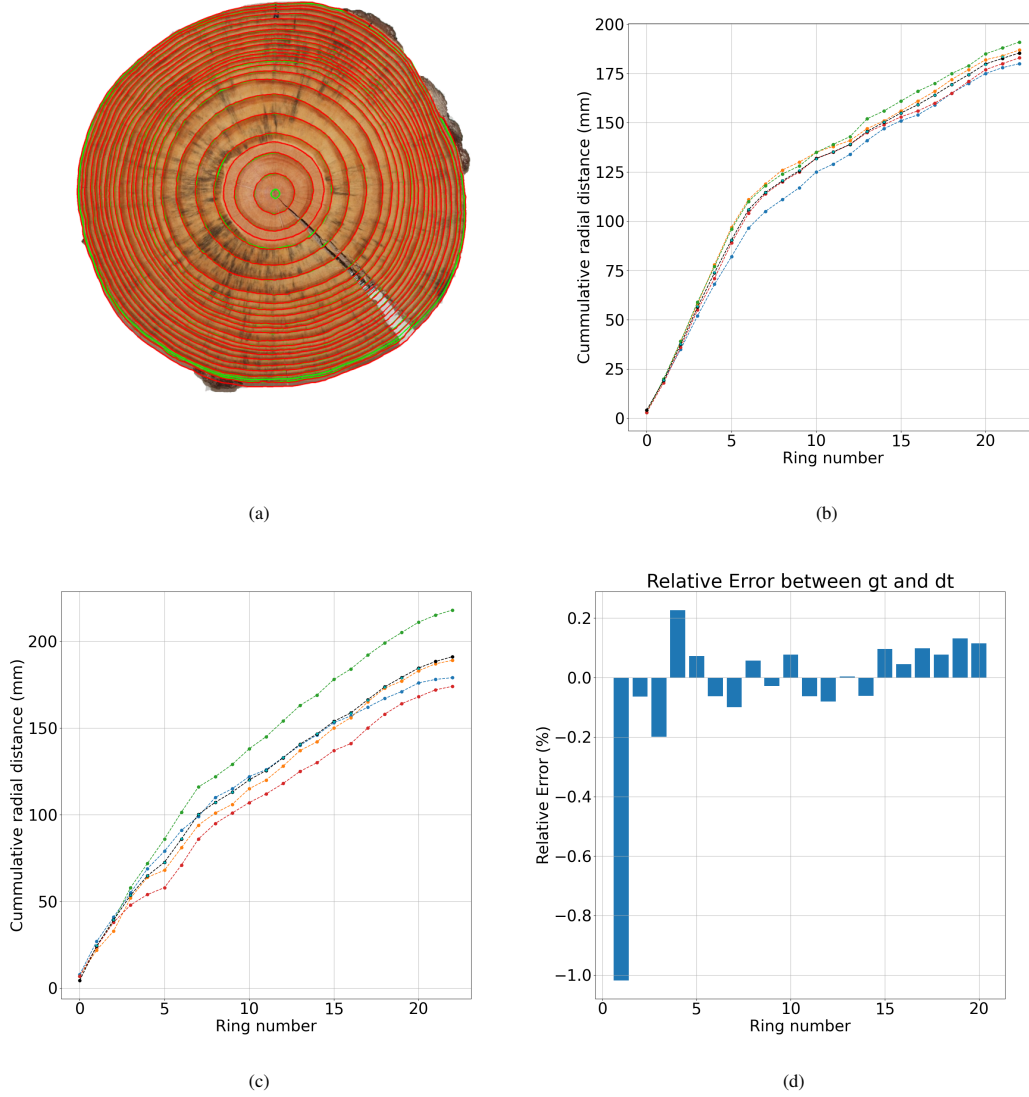 200
175
150
125
100
75
50
25
0
Cummulative radial distance (mm)
0 5 10 15 20
Ring number
(a)
(b)
200
150
100
50
0
Cummulative radial distance (mm)
0 5 10 15 20
Ring number
(c)
Relative Error between gt and dt
0.2
0.0
−0.2
−0.4
−0.6
−0.8
−1.0
Relative Error (%)
0 5 10 15 20
Ring number
(d)